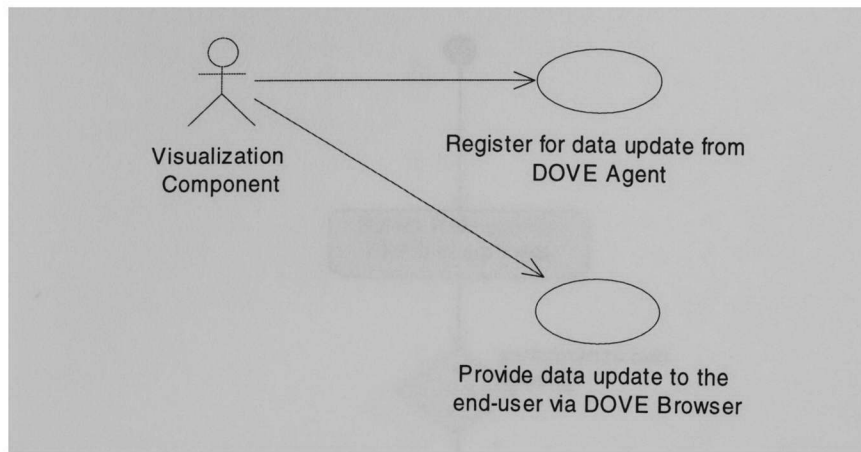 Visualization
Component
Register for data update from
DOVE Agent
Provide data update to the
end-user via DOVE Browser